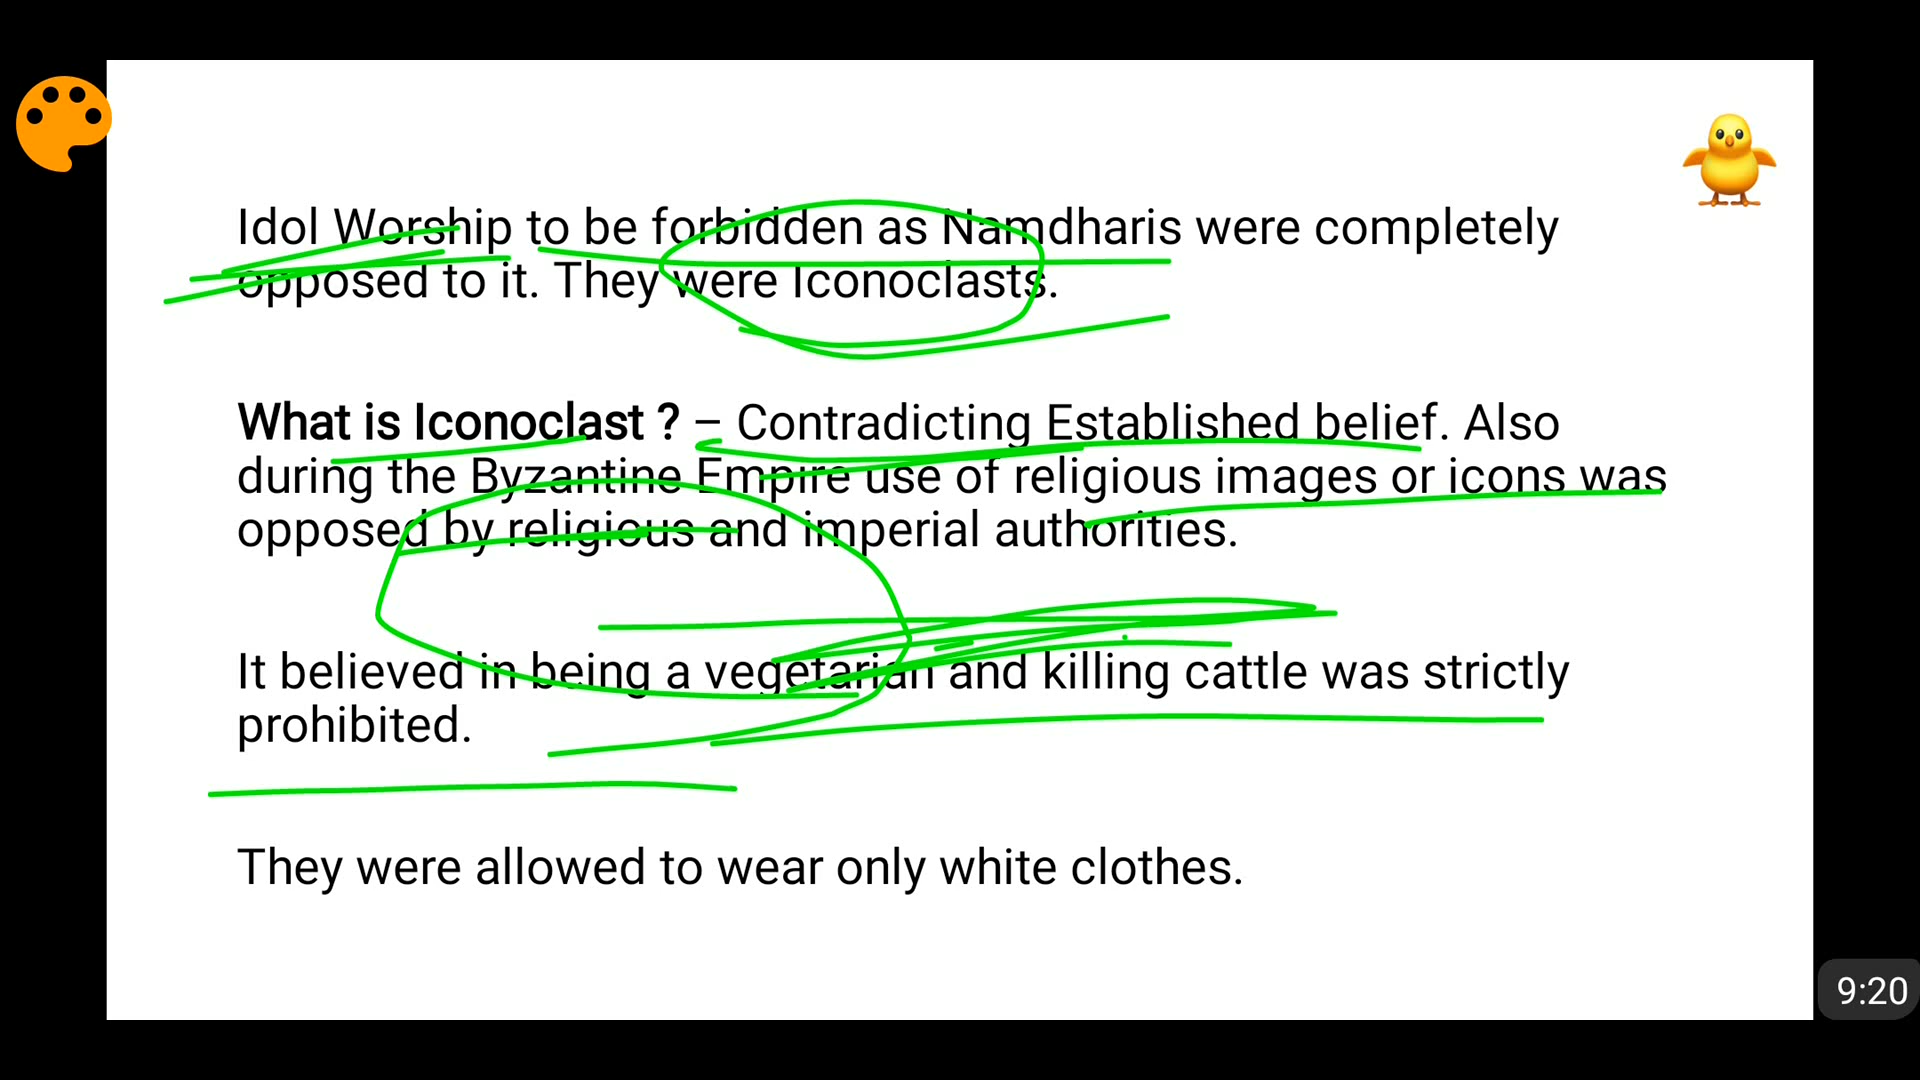 Idol Worship to be forbidden as Namdharis were completely
opposed to it. They were Iconoclasts.
What is Iconoclast ? – Contradicting Established belief. Also
during the Byzantine Empire use of religious images or icons was
opposed by religious and imperial authorities.
It believed in being a vegetarian and killing cattle was strictly
prohibited.
They were allowed to wear only white clothes.
9:20